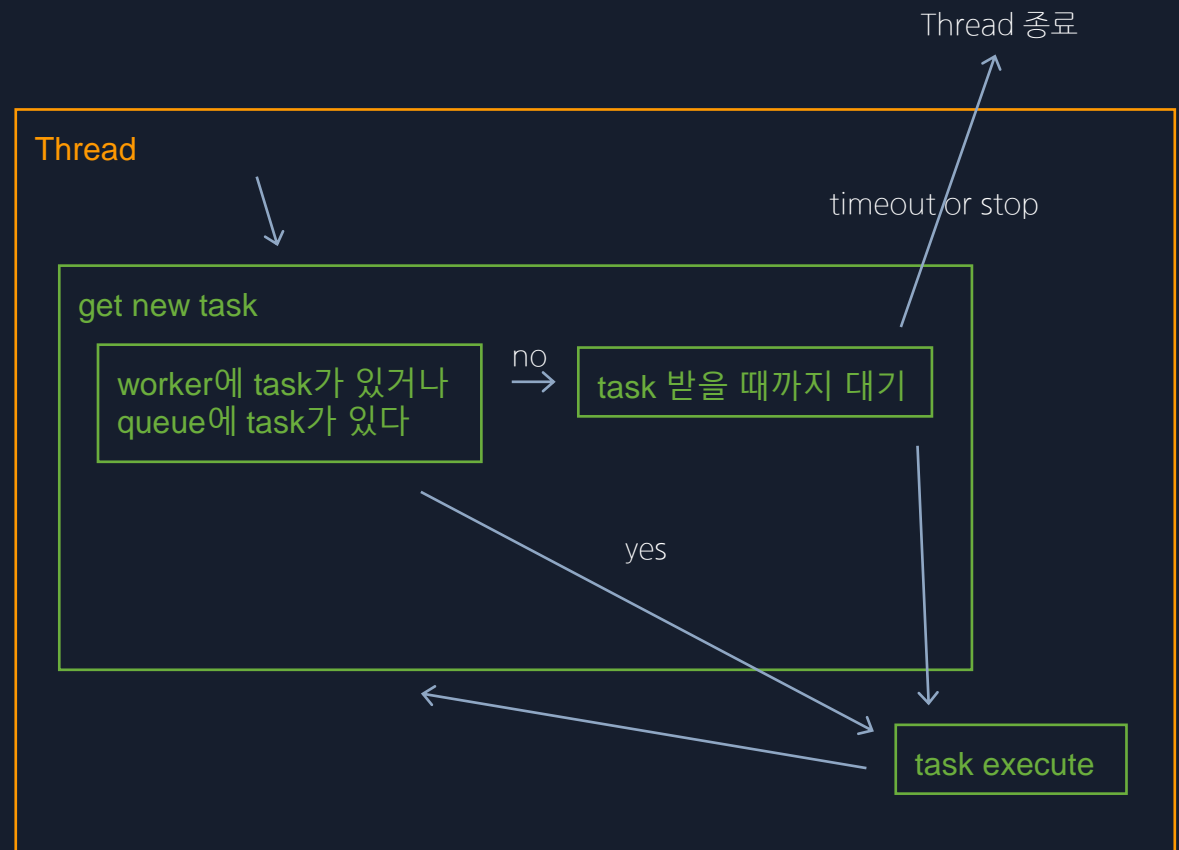 Thread 종료
Thread
timeout or stop
get new task
worker에 task가 있거나
queue에 task가 있다
no
task 받을 때까지 대기
yes
task execute